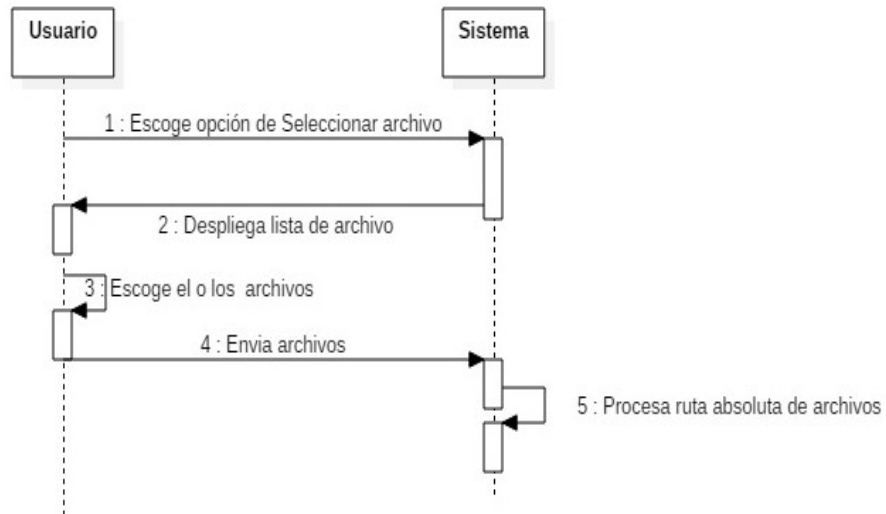 Usuario
Sistema
1 : Escoge opción de Seleccionar archivo
2 : Despliega lista de archivo
3 : Escoge el o los archivos
4 : Envia archivos
5 : Procesa ruta absoluta de archivos